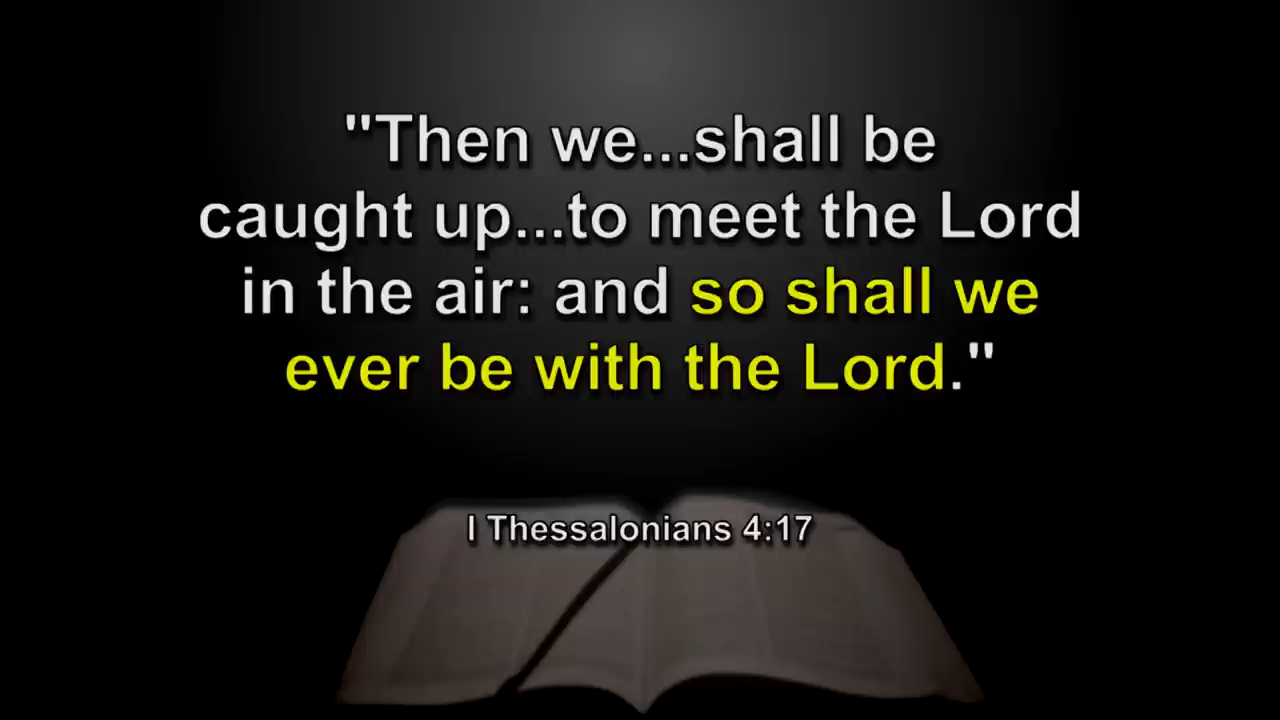 "Then we...shall be
caught up...to meet the Lord
in the air: and so shall we
ever be with the Lord."
I Thessalonians 4:17